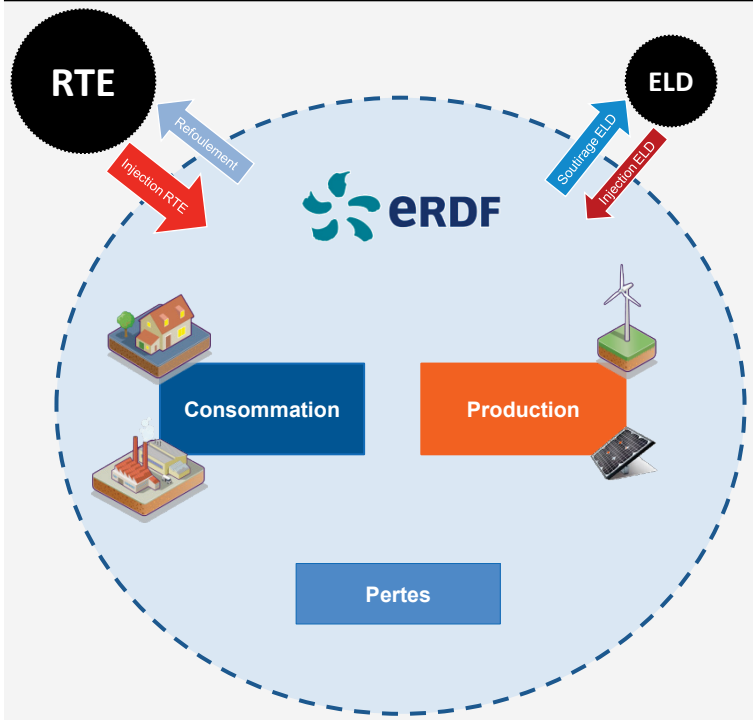 RTE
ELD
Refoulement
Injection RTE
Soutirage ELD
Injection ELD
eRDF
Consommation
Production
Pertes